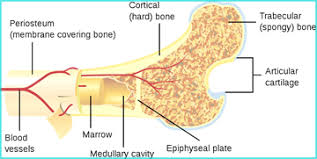 Cortical
(hard) bone
Trabecular
(spongy) bone
Periosteum
(membrane covering bone)
Articular
cartilage
Blood
vessels
Marrow
Medullary cavity
Epiphyseal plate